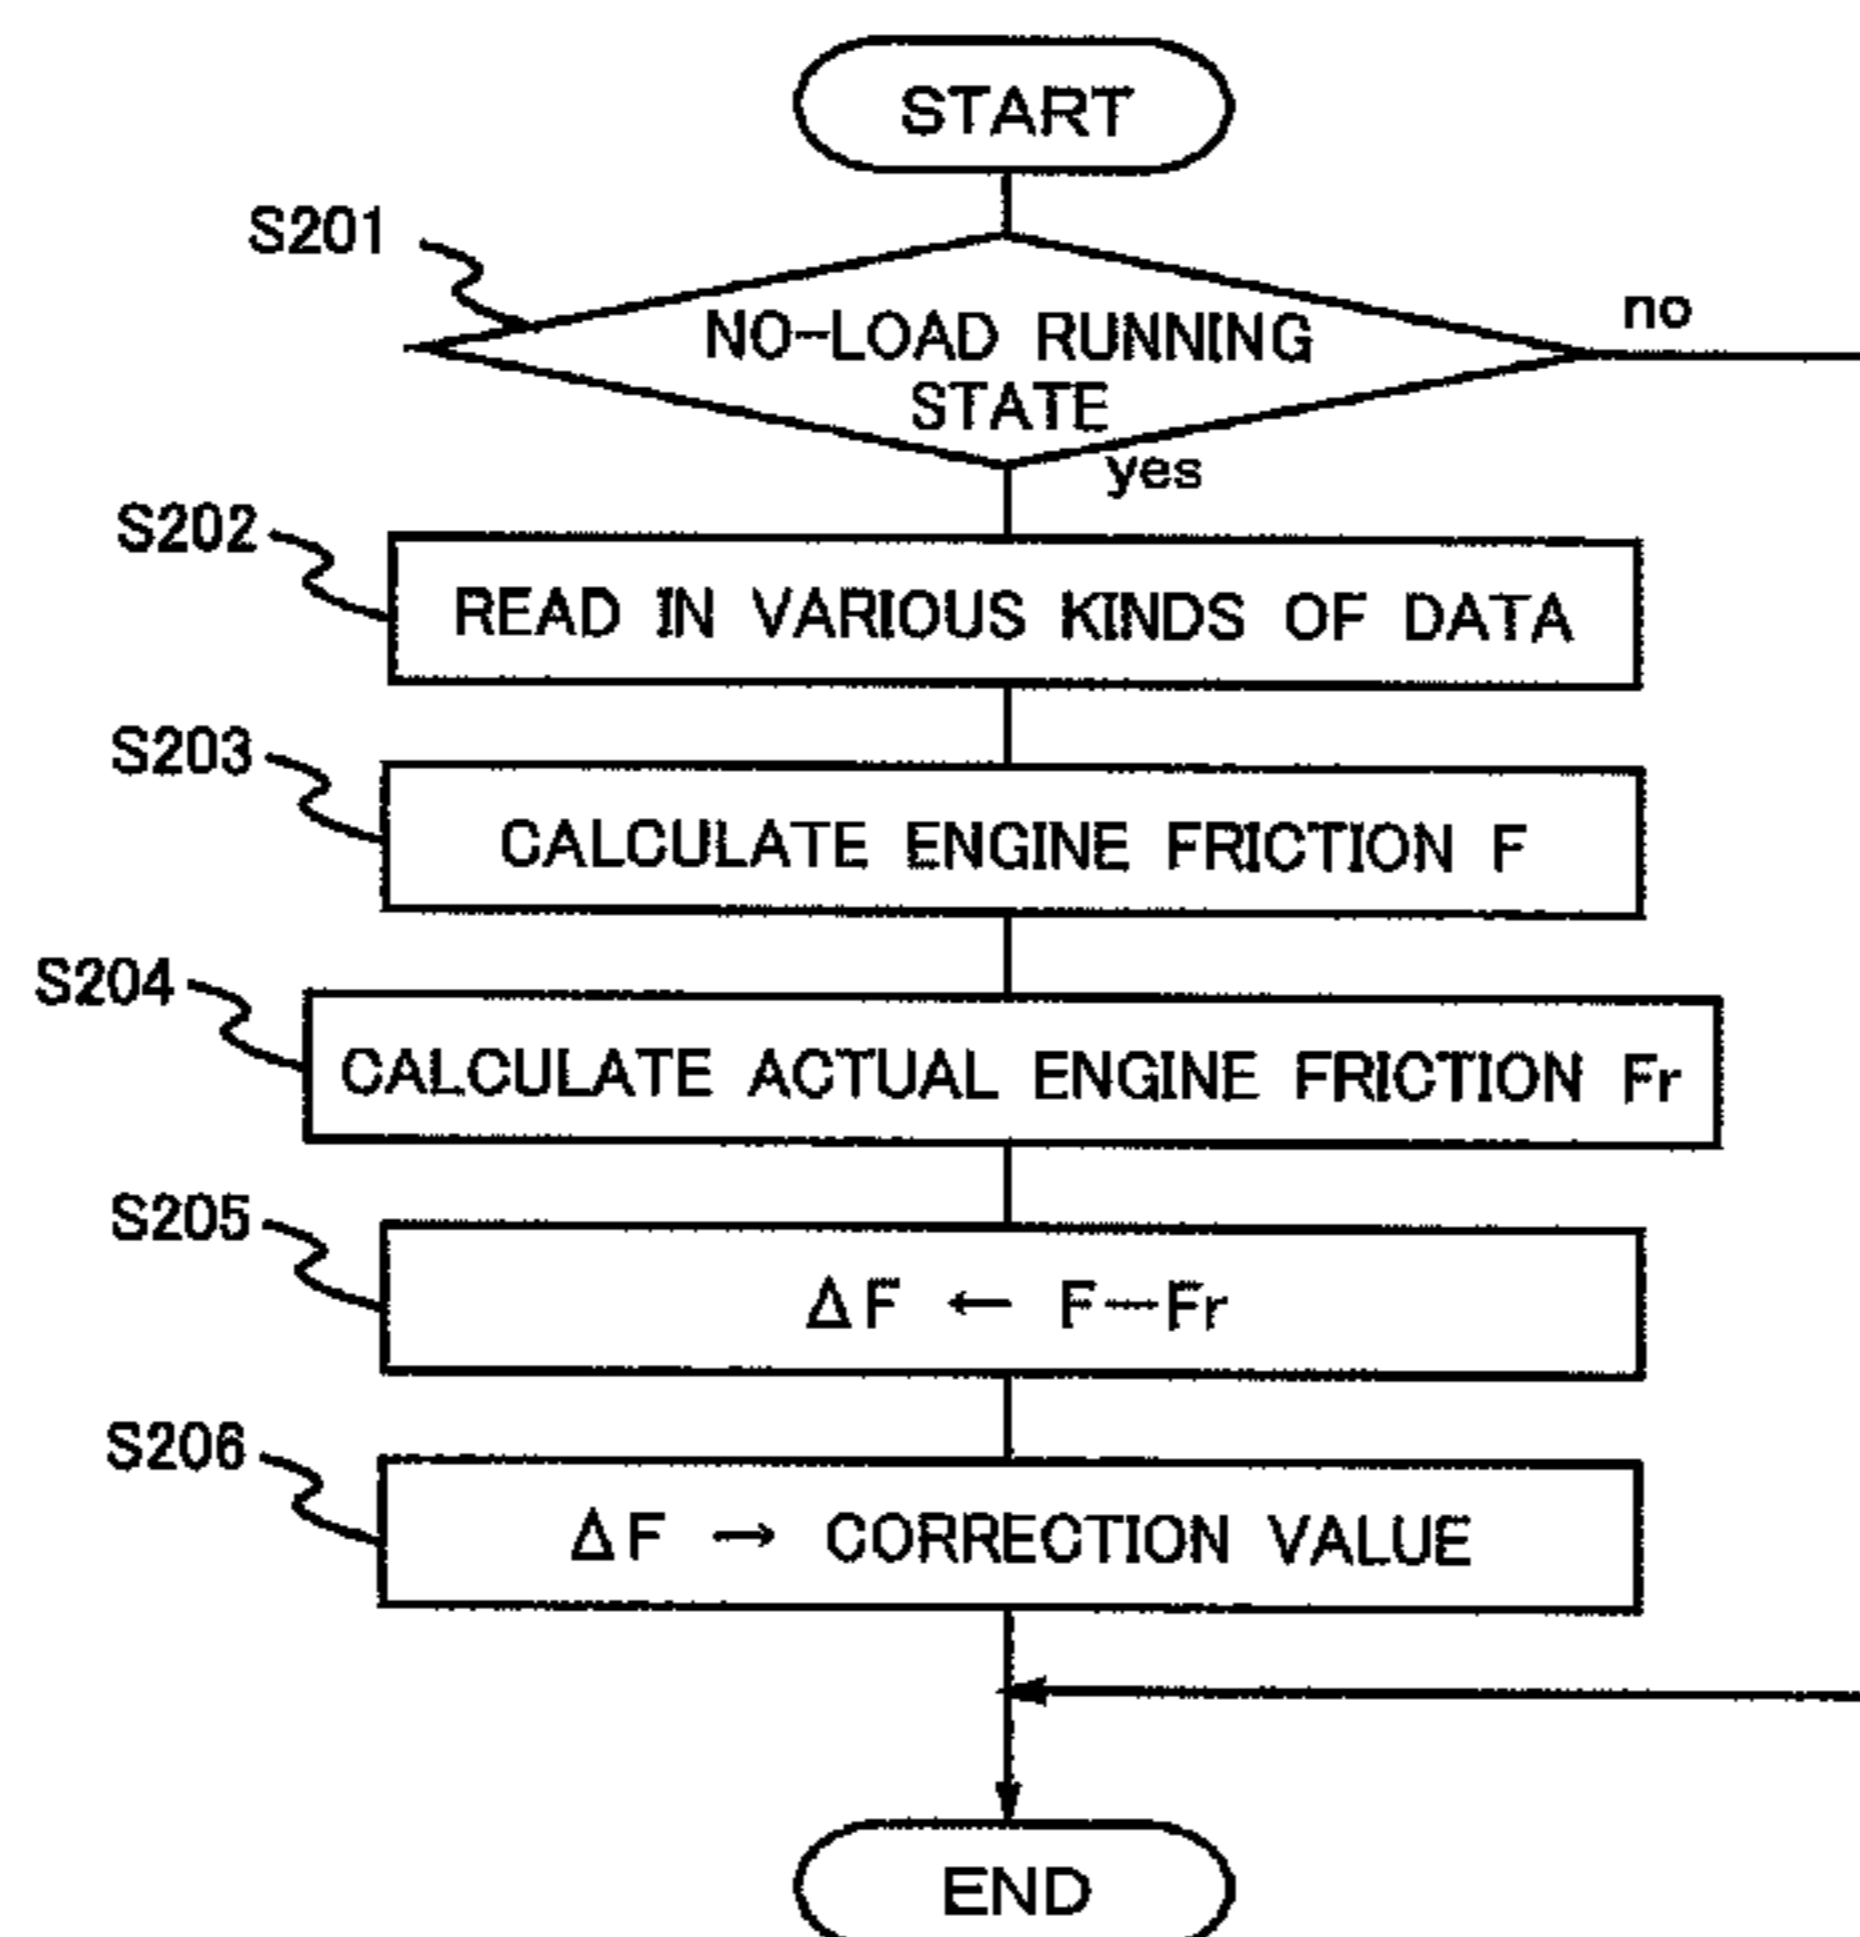 START
S201
NO-LOAD RUNNING
STATE
no
yes
S202
READ IN VARIOUS KINDS OF DATA
S203
CALCULATE ENGINE FRICTION F
S204
CALCULATE ACTUAL ENGINE FRICTION Fr
S205
ΔF ← F-Fr
S206
ΔF → CORRECTION VALUE
END